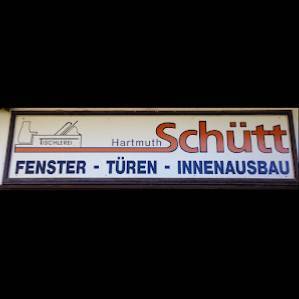 TISCHLEREI
Hartmuth Schütt
FENSTER - TÜREN - INNENAUSBAU